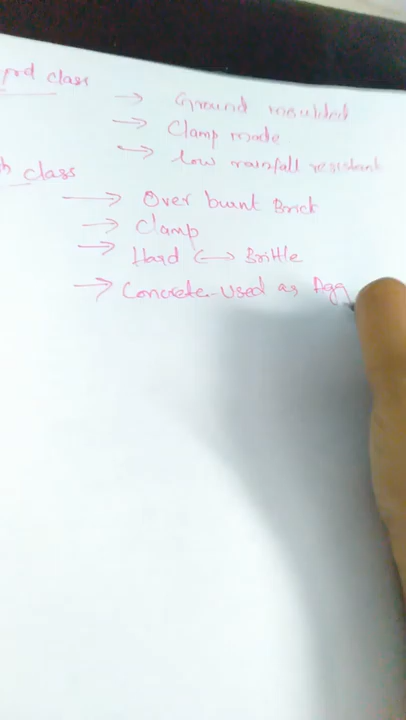 class
→ Ground moulded
→ Clamp made
→ low rainfall resistant
class
→ Over burnt Brick
→ Clamp
→ Hard ↔ Brittle
→ Concrete-Used as Agg